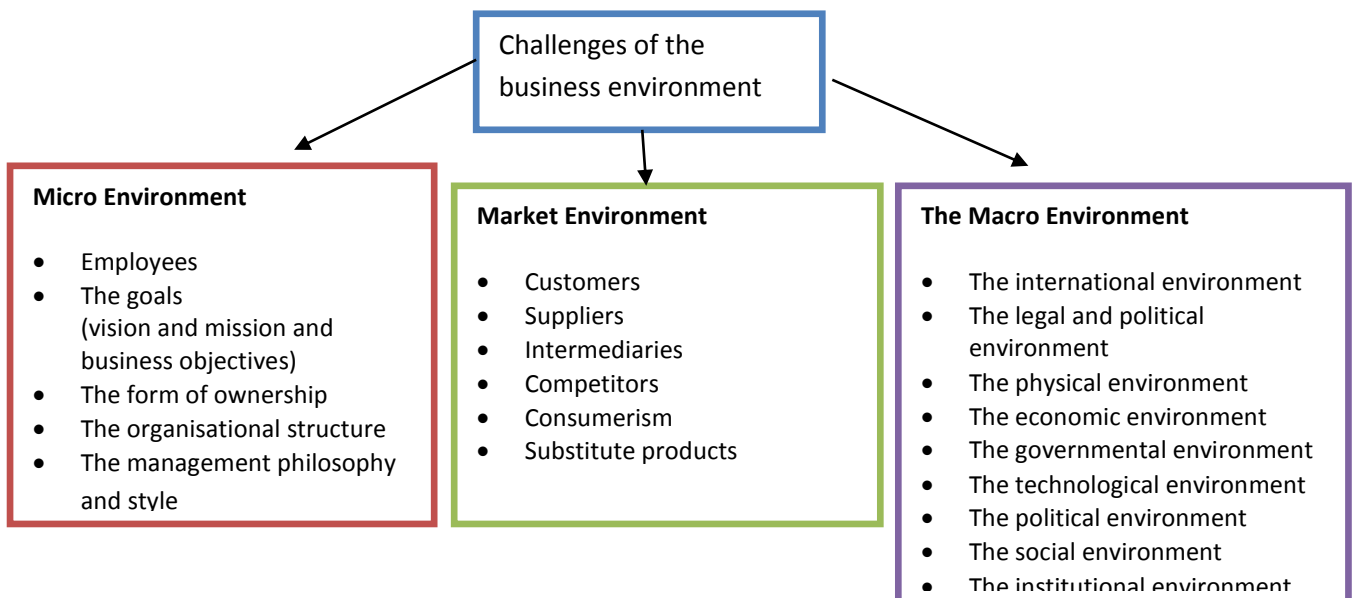 Challenges of the
business environment
Micro Environment
• Employees
• The goals
(vision and mission and
business objectives)
• The form of ownership
• The organisational structure
• The management philosophy
and style
Market Environment
• Customers
• Suppliers
• Intermediaries
• Competitors
• Consumerism
• Substitute products
The Macro Environment
• The international environment
• The legal and political
environment
• The physical environment
• The economic environment
• The governmental environment
• The technological environment
• The political environment
• The social environment
• The institutional environment